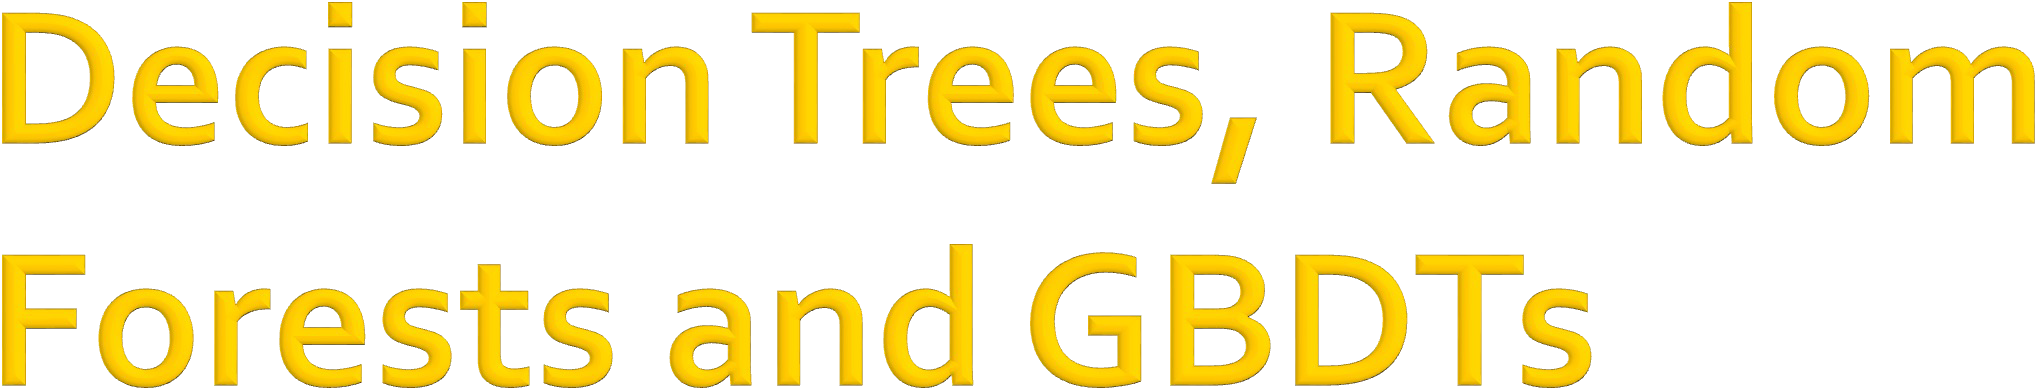 Decision Trees, Random
Forests and GBDTs